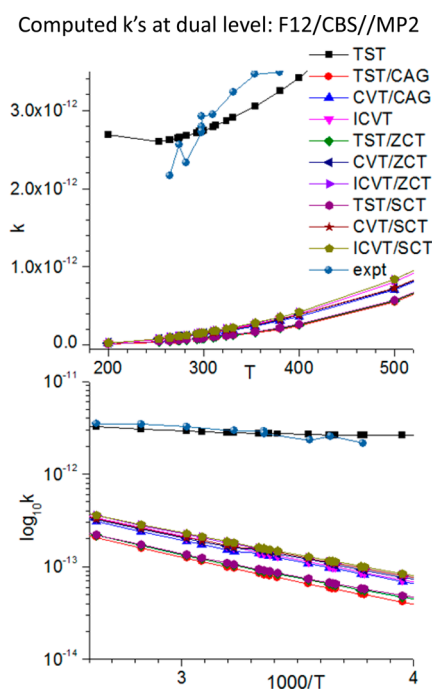 Computed k's at dual level: F12/CBS//MP2
TST
TST/CAG
CVT/CAG
ICVT
TST/ZCT
CVT/ZCT
ICVT/ZCT
TST/SCT
CVT/SCT
ICVT/SCT
expt
3.0x10-12
2.0x10-12
1.0x10-12
0.0
k
200
300
400
500
T
10-11
10-12
10-13
10-14
log10k
3
4
1000/T